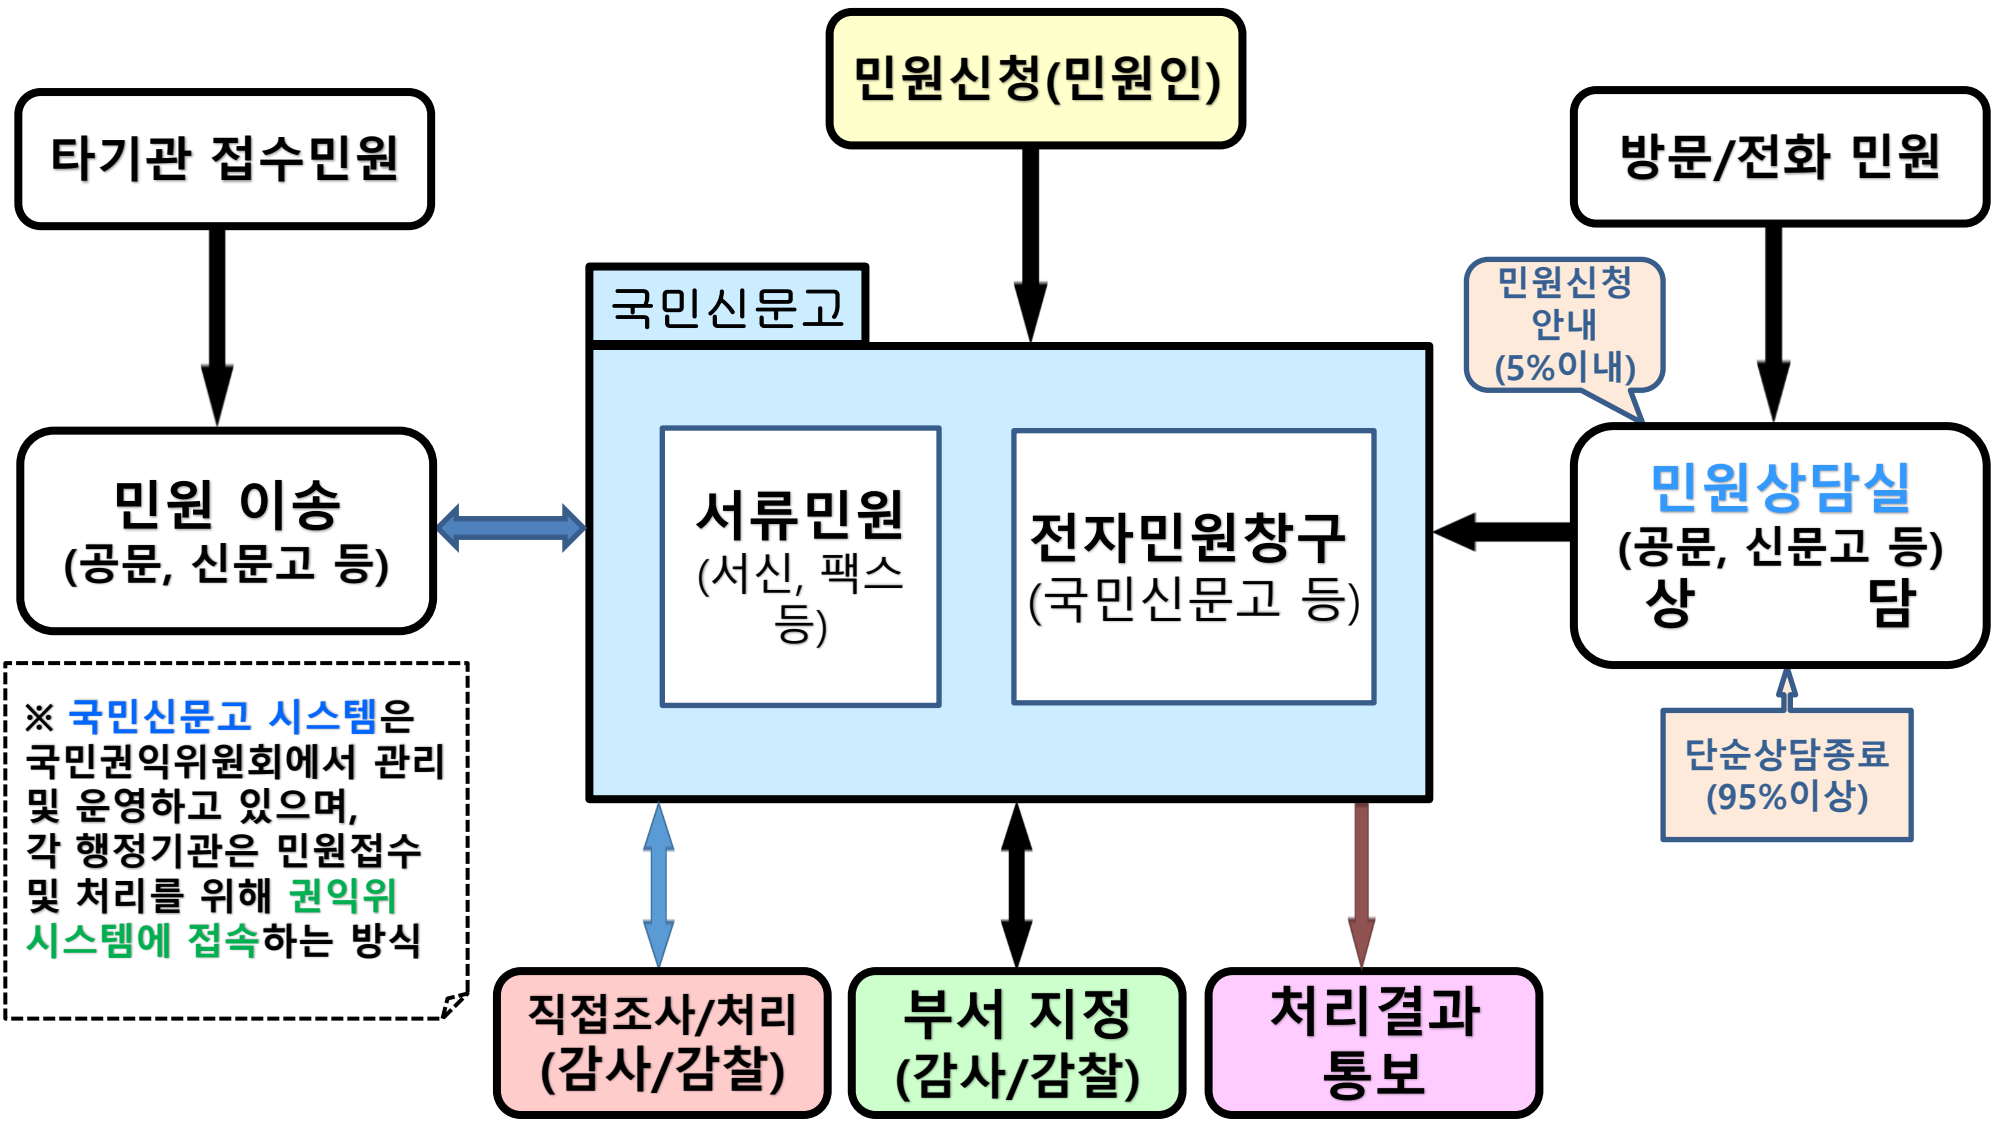 민원신청(민원인)
타기관 접수민원
방문/전화 민원
국민신문고
민원신청
안내
(5%이내)
민원 이송
(공문, 신문고 등)
서류민원
(서신, 팩스
등)
전자민원창구
(국민신문고 등)
민원상담실
(공문, 신문고 등)
상 담
※ 국민신문고 시스템은
국민권익위원회에서 관리
및 운영하고 있으며,
각 행정기관은 민원접수
및 처리를 위해 권익위
시스템에 접속하는 방식
단순상담종료
(95%이상)
직접조사/처리
(감사/감찰)
부서 지정
(감사/감찰)
처리결과
통보